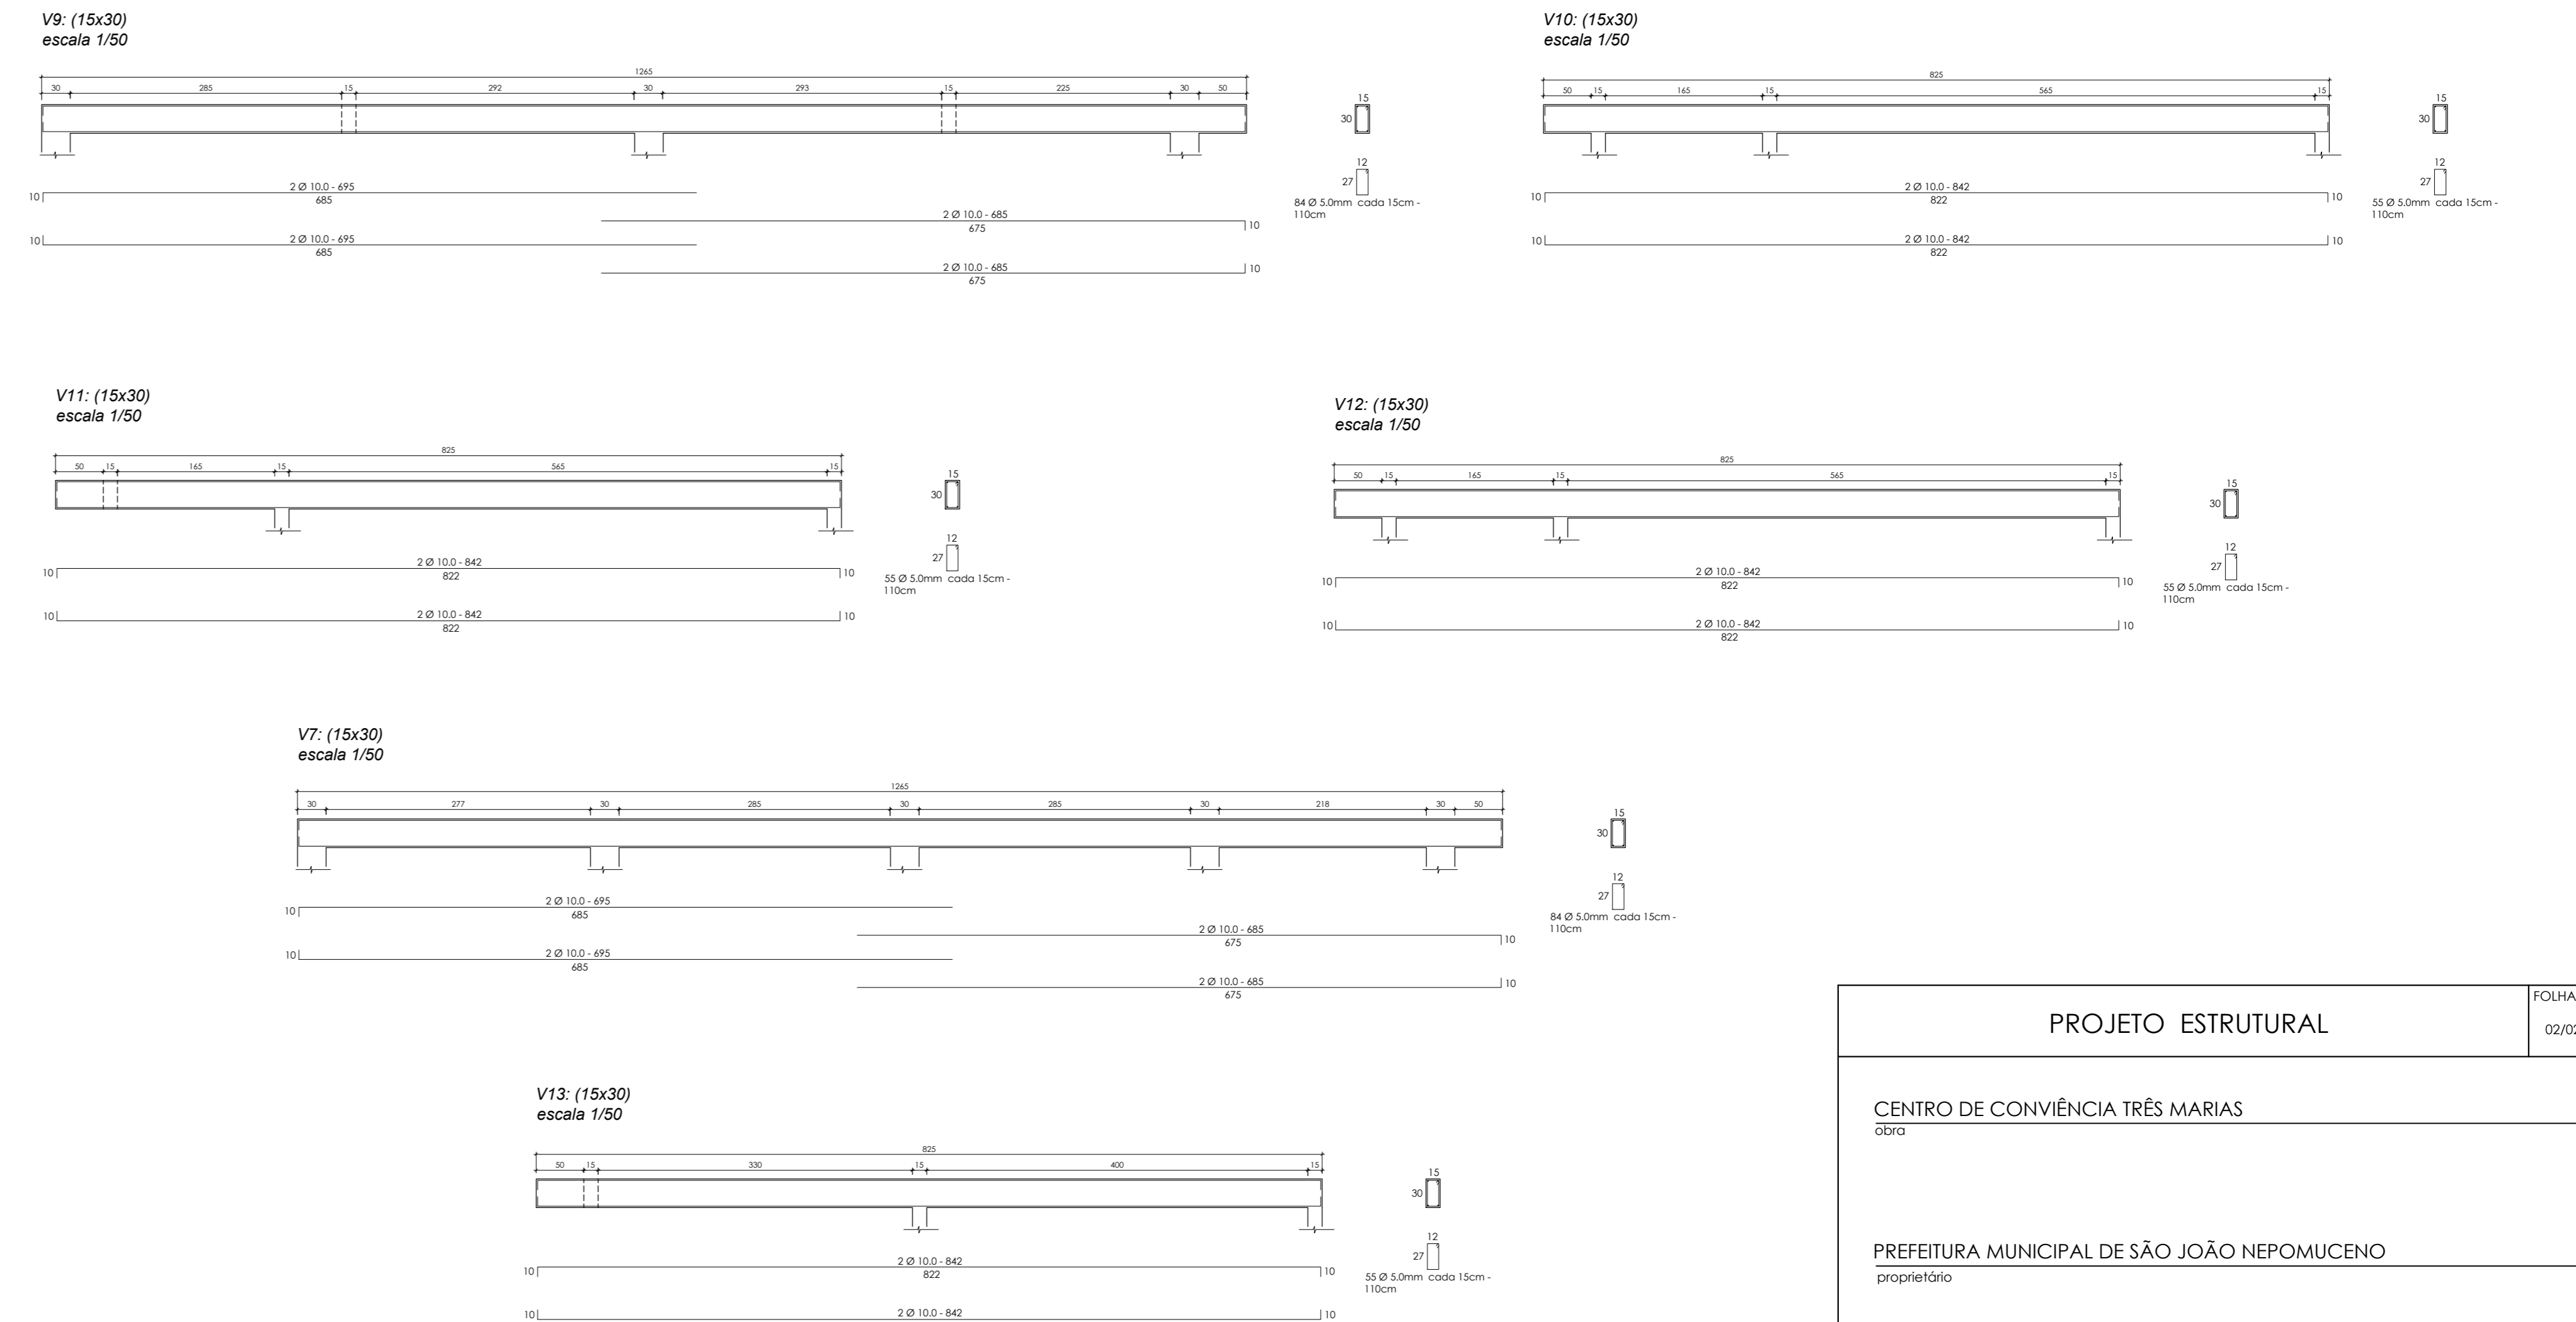 V9: (15x30)
escala 1/50
1265
30 285 15 292 30 293 15 225 30 50
15
30
12
27
84 Ø 5.0mm cada 15cm -
110cm
2 Ø 10.0 - 695
10
685
2 Ø 10.0 - 685
10
675
2 Ø 10.0 - 695
10
685
2 Ø 10.0 - 685
10
675
V10: (15x30)
escala 1/50
825
50 15 165 15 565 15
15
30
12
27
55 Ø 5.0mm cada 15cm -
110cm
2 Ø 10.0 - 842
10 10
822
2 Ø 10.0 - 842
10 10
822
V11: (15x30)
escala 1/50
825
50 15 165 15 565 15
15
30
12
27
55 Ø 5.0mm cada 15cm -
110cm
2 Ø 10.0 - 842
10 10
822
2 Ø 10.0 - 842
10 10
822
V12: (15x30)
escala 1/50
825
50 15 165 15 565 15
15
30
12
27
55 Ø 5.0mm cada 15cm -
110cm
2 Ø 10.0 - 842
10 10
822
2 Ø 10.0 - 842
10 10
822
V7: (15x30)
escala 1/50
1265
30 277 30 285 30 285 30 218 30 50
15
30
12
27
84 Ø 5.0mm cada 15cm -
110cm
2 Ø 10.0 - 695
10
685
2 Ø 10.0 - 685
10
675
2 Ø 10.0 - 695
10
685
2 Ø 10.0 - 685
10
675
V13: (15x30)
escala 1/50
825
50 15 330 15 400 15
15
30
12
27
55 Ø 5.0mm cada 15cm -
110cm
2 Ø 10.0 - 842
10 10
822
2 Ø 10.0 - 842
10 10
PROJETO ESTRUTURAL
FOLHA
02/02
CENTRO DE CONVIÊNCIA TRÊS MARIAS
obra
PREFEITURA MUNICIPAL DE SÃO JOÃO NEPOMUCENO
proprietário